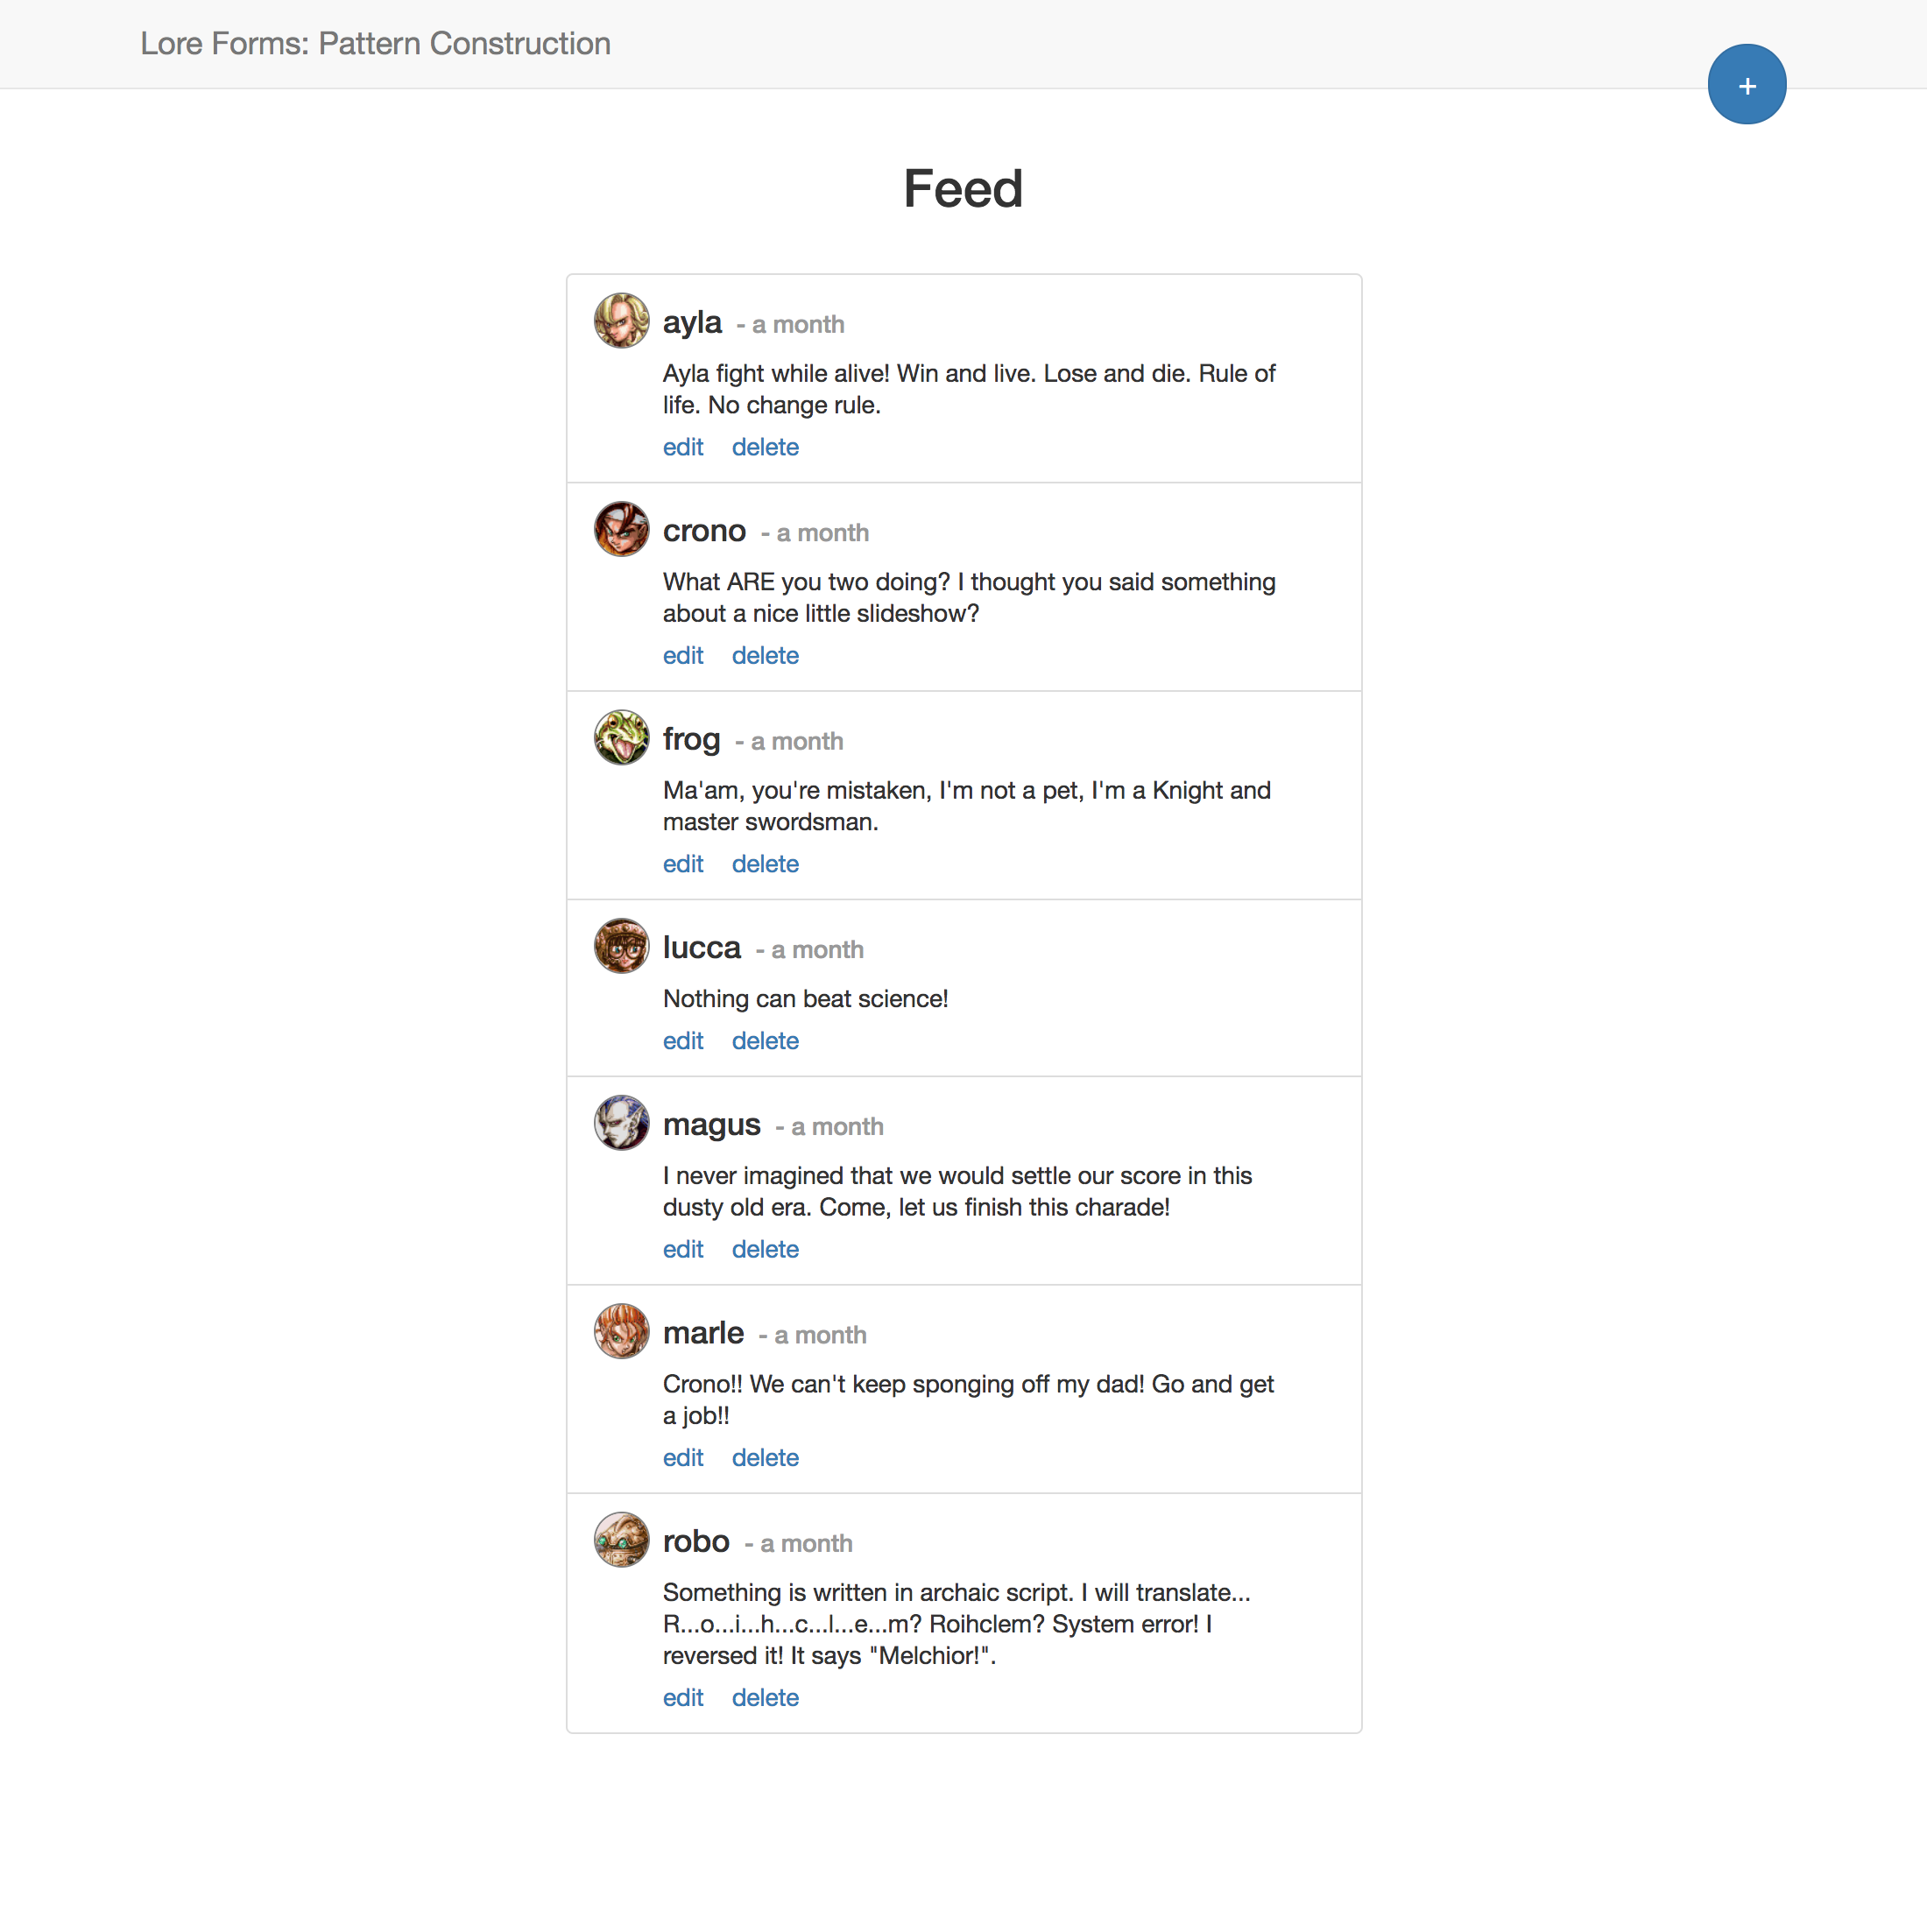 Lore Forms: Pattern Construction
+
Feed
ayla - a month
Ayla fight while alive! Win and live. Lose and die. Rule of
life. No change rule.
edit delete
crono - a month
What ARE you two doing? I thought you said something
about a nice little slideshow?
edit delete
frog - a month
Ma'am, you're mistaken, I'm not a pet, I'm a Knight and
master swordsman.
edit delete
lucca - a month
Nothing can beat science!
edit delete
magus - a month
I never imagined that we would settle our score in this
dusty old era. Come, let us finish this charade!
edit delete
marle - a month
Crono!! We can't keep sponging off my dad! Go and get
a job!!
edit delete
robo - a month
Something is written in archaic script. I will translate...
R...o...i...h...c...l...e...m? Roihclem? System error! I
reversed it! It says "Melchior!".
edit delete